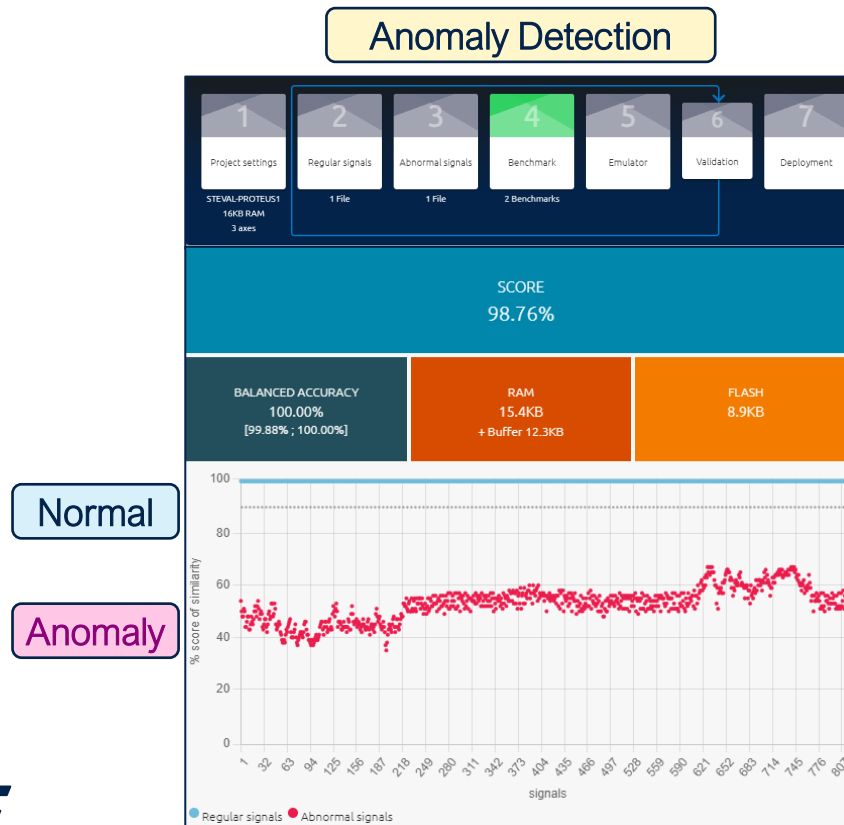 Anomaly Detection
1 2 3 4 5 6 7
Project settings Regular signals Abnormal signals Benchmark Emulator Validation Deployment
STEVAL-PROTEUS1 1 File 1 File 2 Benchmarks
16KB RAM
3 axes
SCORE
98.76%
BALANCED ACCURACY RAM FLASH
100.00% 15.4KB 8.9KB
[99.88% ; 100.00%] + Buffer 12.3KB
Normal
Anomaly
% score of similarity
100
80
60
40
20
0
1 32 63 94 125 156 187 218 249 280 311 342 373 404 435 466 497 528 559 590 621 652 683 714 745 776 807
signals
Regular signals Abnormal signals